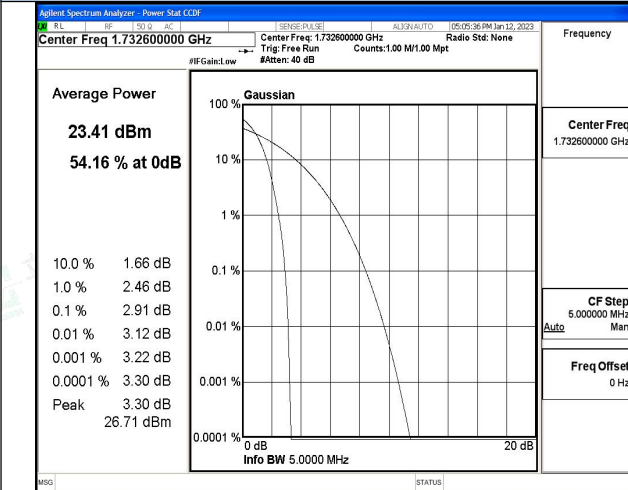 Agilent Spectrum Analyzer - Power Stat CCDF
RL RF 50 Ω AC SENSE:PULSE ALIGN AUTO 05:05:36 PM Jan 12, 2023
Center Freq 1.732600000 GHz
Center Freq: 1.732600000 GHz Radio Std: None
Trig: Free Run Counts:1.00 M/1.00 Mpt
#IFGain:Low #Atten: 40 dB
Frequency
Average Power
23.41 dBm
54.16 % at 0dB
10.0 % 1.66 dB
1.0 % 2.46 dB
0.1 % 2.91 dB
0.01 % 3.12 dB
0.001 % 3.22 dB
0.0001 % 3.30 dB
Peak 3.30 dB
26.71 dBm
Gaussian
100 %
10 %
1 %
0.1 %
0.01 %
0.001 %
0.0001 %
0 dB 20 dB
Info BW 5.0000 MHz
Center Freq
1.732600000 GHz
CF Step
5.000000 MHz
Auto Man
Freq Offset
0 Hz
MSG STATUS